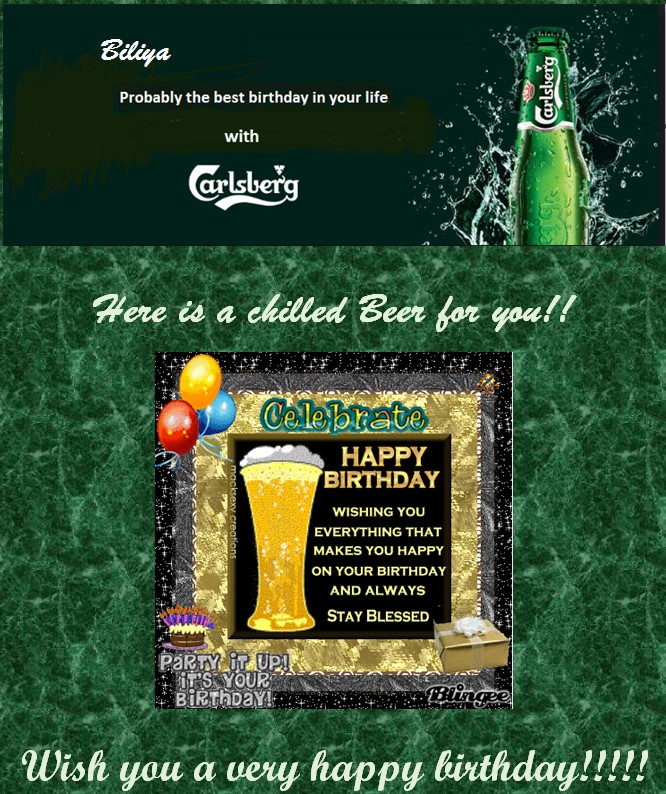 Biliya
Probably the best birthday in your life
with
Carlsberg
Carlsberg
Here is a chilled Beer for you!!
Celebrate
HAPPY
BIRTHDAY
WISHING YOU
EVERYTHING THAT
MAKES YOU HAPPY
ON YOUR BIRTHDAY
AND ALWAYS
STAY BLESSED
mocksew creations
PARTY IT UP!
IT'S YOUR
BIRTHDAY!
Blingee
Wish you a very happy birthday!!!!!